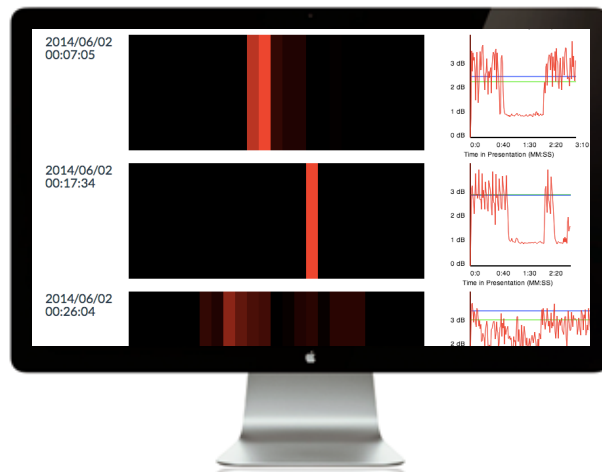 2014/06/02
00:07:05
3 dB
2 dB
1 dB
0 dB
0:0 0:40 1:30 2:20 3:10
Time in Presentation (MM:SS)
2014/06/02
00:17:34
3 dB
2 dB
1 dB
0 dB
0:0 0:40 1:30 2:20
Time in Presentation (MM:SS)
2014/06/02
00:26:04
3 dB
2 dB